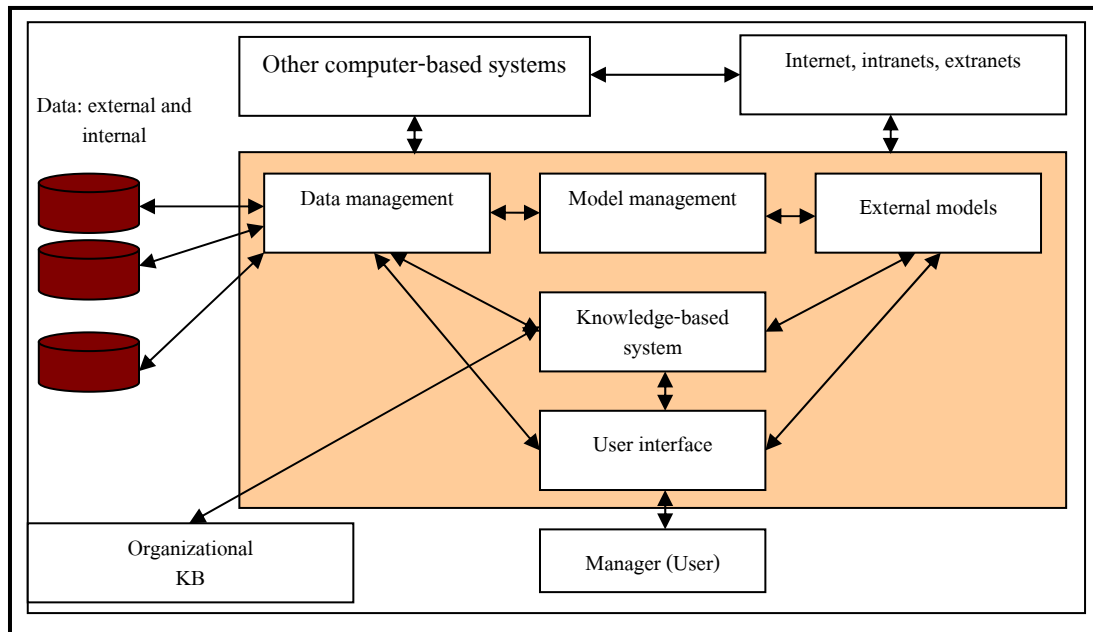 Other computer-based systems
Internet, intranets, extranets
Data: external and
internal
Data management
Model management
External models
Knowledge-based
system
User interface
Organizational
KB
Manager (User)